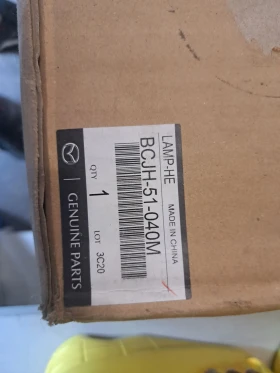 LAMP-HE
MADE IN CHINA
BCJH-51-040M
QTY 1 LOT 3C20
GENUINE PARTS